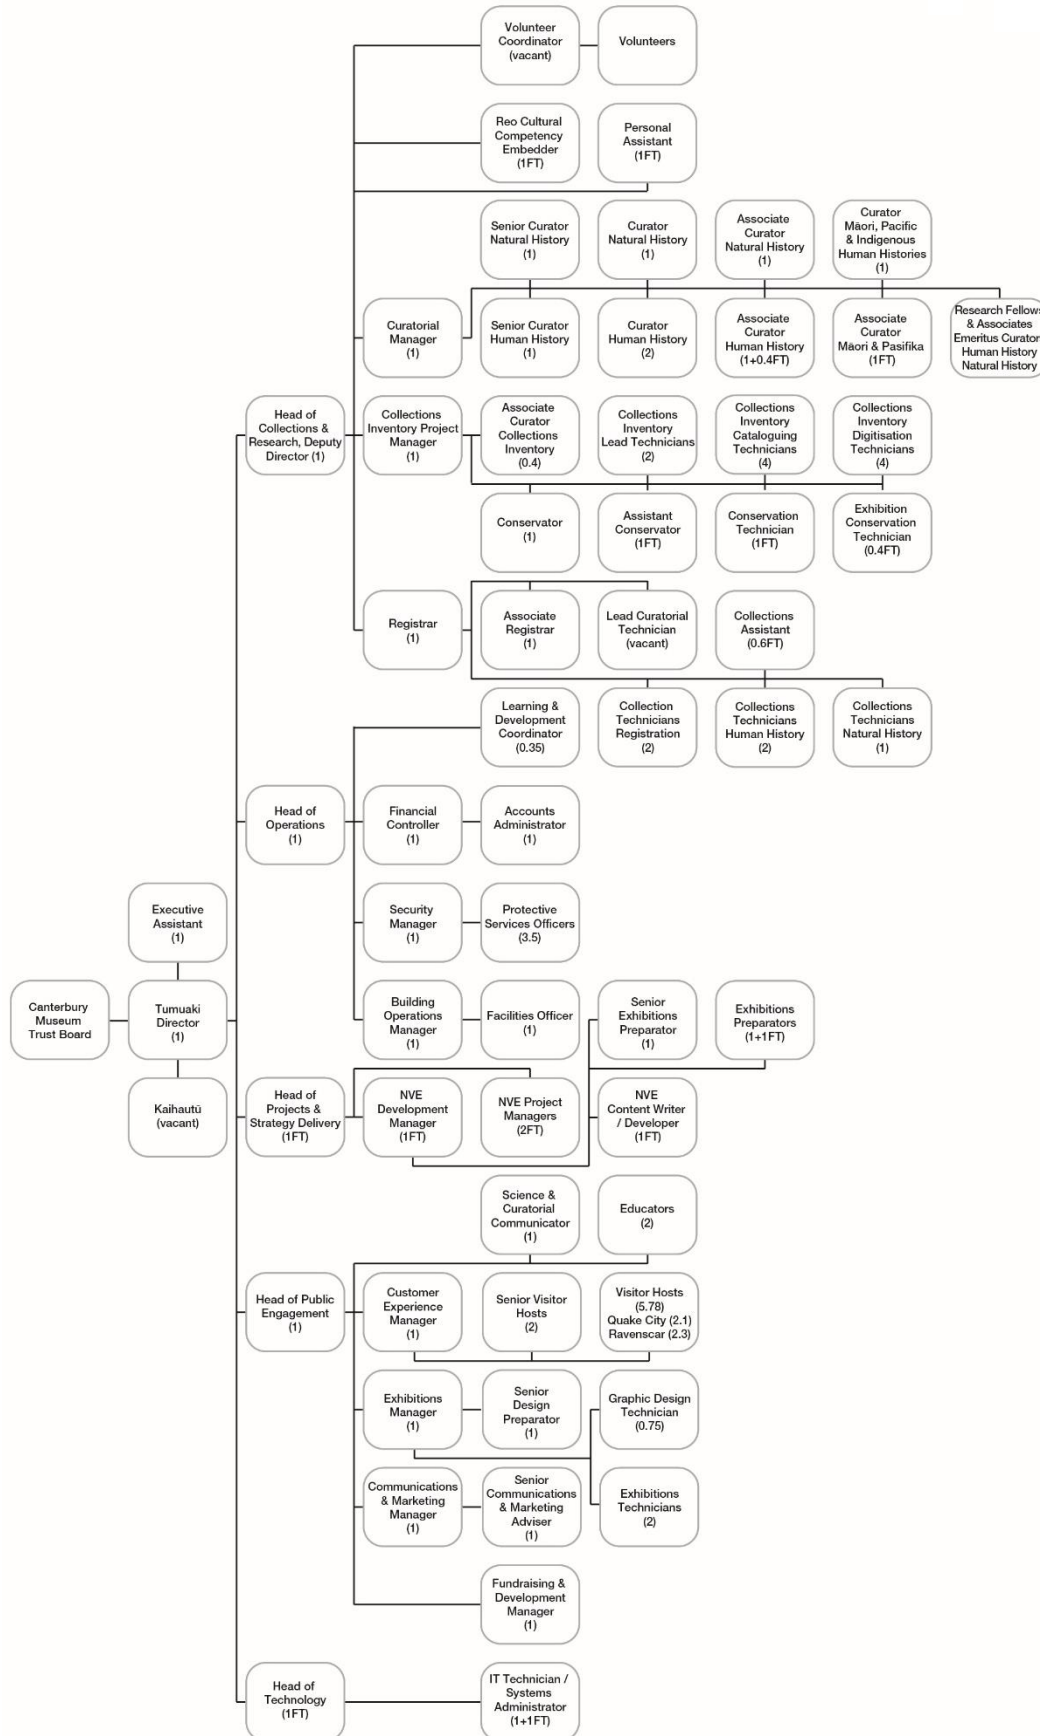 Volunteer
Coordinator
(vacant)
Volunteers
Reo Cultural
Competency
Embedder
(1FT)
Personal
Assistant
(1FT)
Senior Curator
Natural History
(1)
Curator
Natural History
(1)
Associate
Curator
Natural History
(1)
Curator
Māori, Pacific
& Indigenous
Human Histories
(1)
Curatorial
Manager
(1)
Senior Curator
Human History
(1)
Curator
Human History
(2)
Associate
Curator
Human History
(1+0.4FT)
Associate
Curator
Māori & Pasifika
(1FT)
Research Fellows
& Associates
Emeritus Curator
Human History
Natural History
Head of
Collections &
Research, Deputy
Director (1)
Collections
Inventory Project
Manager
(1)
Associate
Curator
Collections
Inventory
(0.4)
Collections
Inventory
Lead Technicians
(2)
Collections
Inventory
Cataloguing
Technicians
(4)
Collections
Inventory
Digitisation
Technicians
(4)
Conservator
(1)
Assistant
Conservator
(1FT)
Conservation
Technician
(1FT)
Exhibition
Conservation
Technician
(0.4FT)
Registrar
(1)
Associate
Registrar
(1)
Lead Curatorial
Technician
(vacant)
Collections
Assistant
(0.6FT)
Learning &
Development
Coordinator
(0.35)
Collection
Technicians
Registration
(2)
Collections
Technicians
Human History
(2)
Collections
Technicians
Natural History
(1)
Head of
Operations
(1)
Financial
Controller
(1)
Accounts
Administrator
(1)
Executive
Assistant
(1)
Security
Manager
(1)
Protective
Services Officers
(3.5)
Canterbury
Museum
Trust Board
Tumuaki
Director
(1)
Building
Operations
Manager
(1)
Facilities Officer
(1)
Senior
Exhibitions
Preparator
(1)
Exhibitions
Preparators
(1+1FT)
Kaihautū
(vacant)
Head of
Projects &
Strategy Delivery
(1FT)
NVE
Development
Manager
(1FT)
NVE Project
Managers
(2FT)
NVE
Content Writer
/ Developer
(1FT)
Science &
Curatorial
Communicator
(1)
Educators
(2)
Head of Public
Engagement
(1)
Customer
Experience
Manager
(1)
Senior Visitor
Hosts
(2)
Visitor Hosts
(5.78)
Quake City (2.1)
Ravenscar (2.3)
Exhibitions
Manager
(1)
Senior
Design
Preparator
(1)
Graphic Design
Technician
(0.75)
Communications
& Marketing
Manager
(1)
Senior
Communications
& Marketing
Adviser
(1)
Exhibitions
Technicians
(2)
Fundraising &
Development
Manager
(1)
Head of
Technology
(1FT)
IT Technician /
Systems
Administrator
(1+1FT)